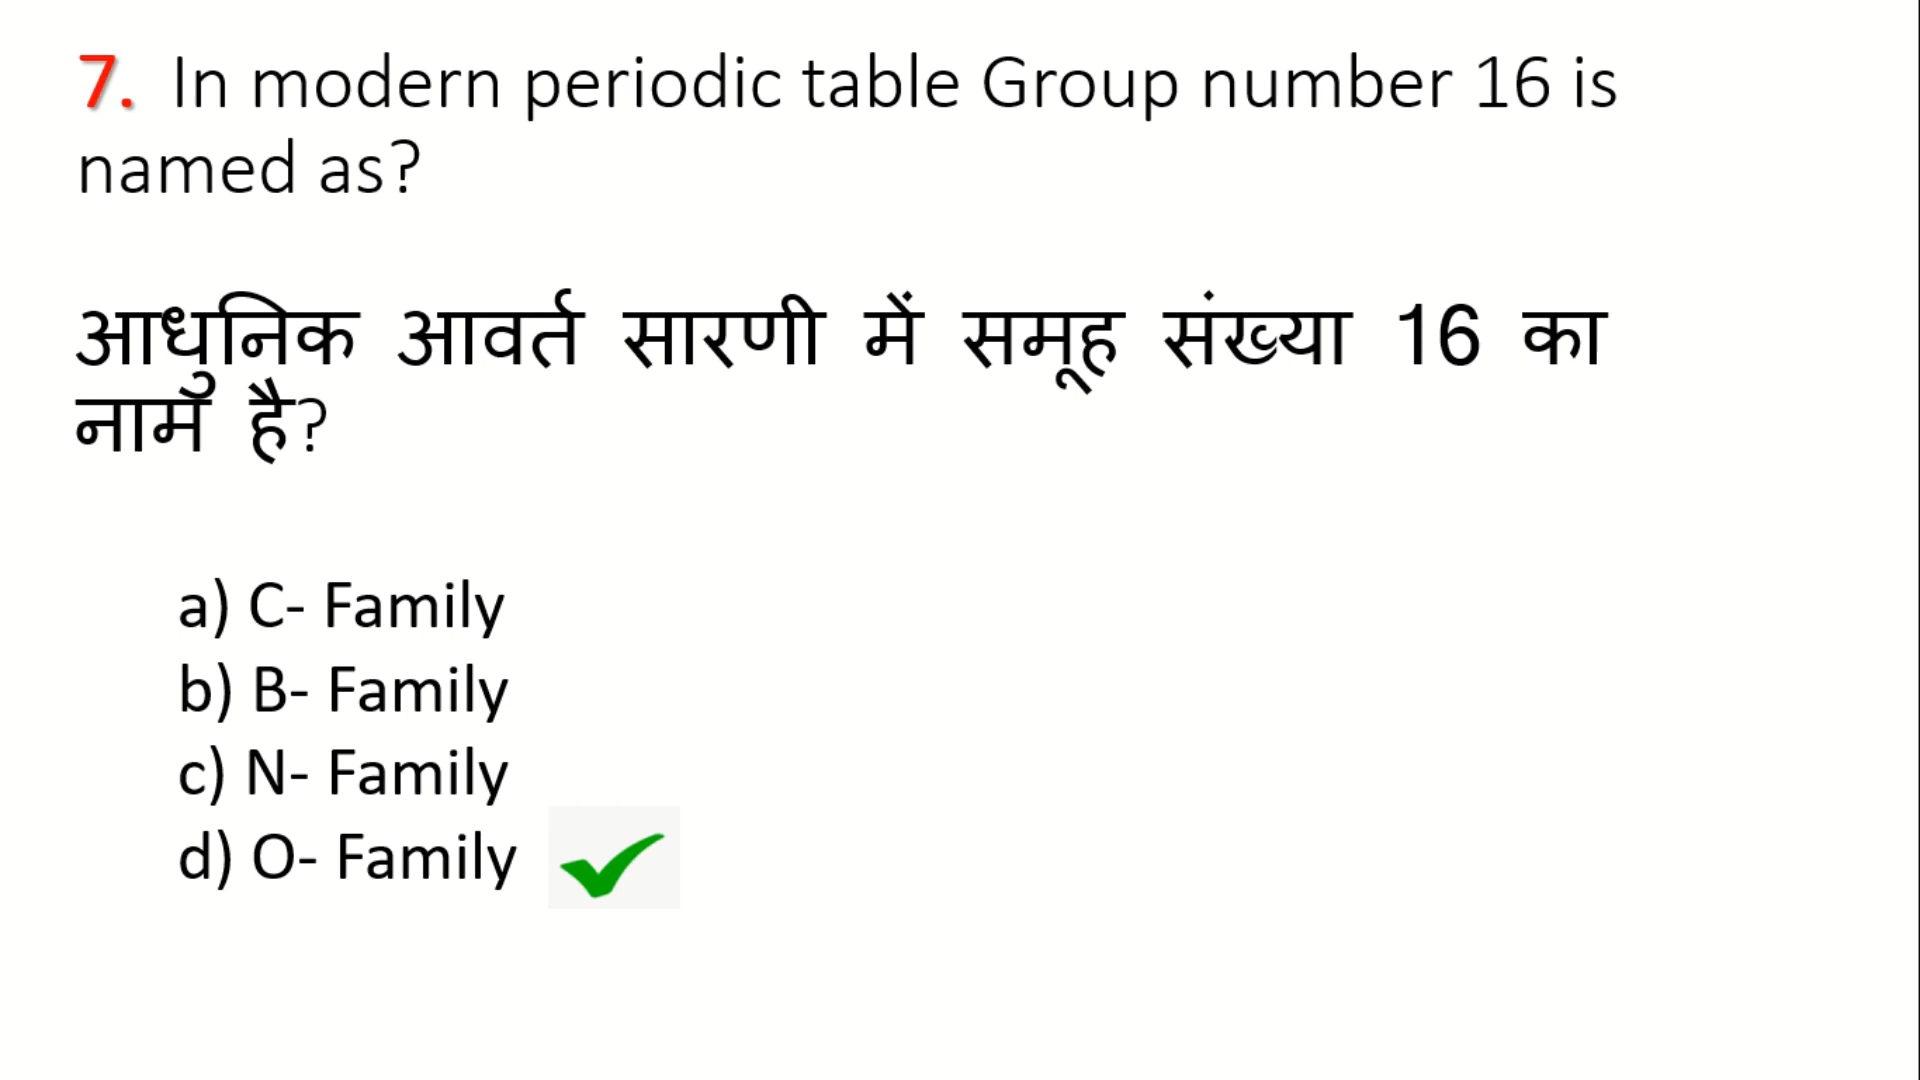 7. In modern periodic table Group number 16 is
named as?
आधुनिक आवर्त सारणी में समूह संख्या 16 का
नाम है?
a) C- Family
b) B- Family
c) N- Family
d) O- Family